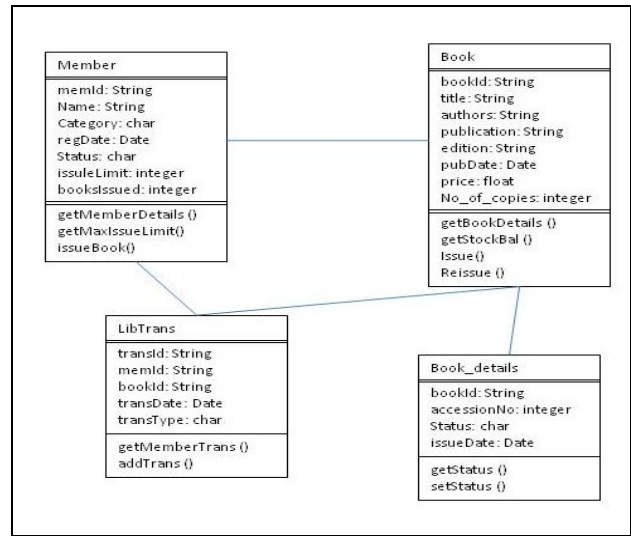 Member
memId: String
Name: String
Category: char
regDate: Date
Status: char
issuleLimit: integer
booksIssued: integer
getMemberDetails ()
getMaxIssueLimit()
issueBook()
Book
bookId: String
title: String
authors: String
publication: String
edition: String
pubDate: Date
price: float
No_of_copies: integer
getBookDetails ()
getStockBal ()
Issue()
Reissue ()
LibTrans
transId: String
memId: String
bookId: String
transDate: Date
transType: char
getMemberTrans ()
addTrans ()
Book_details
bookId: String
accessionNo: integer
Status: char
issueDate: Date
getStatus ()
setStatus ()